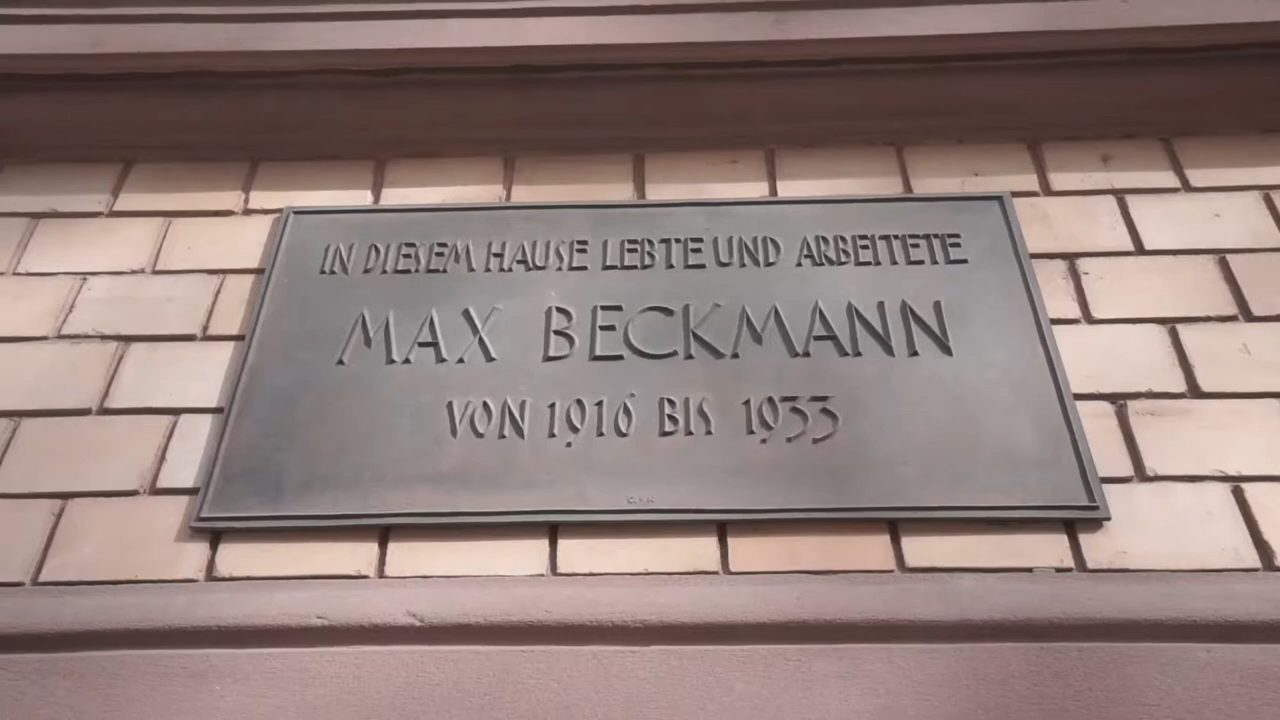 IN DIESEM HAUSE LEBTE UND ARBEITETE
MAX BECKMANN
VON 1916 BIS 1933